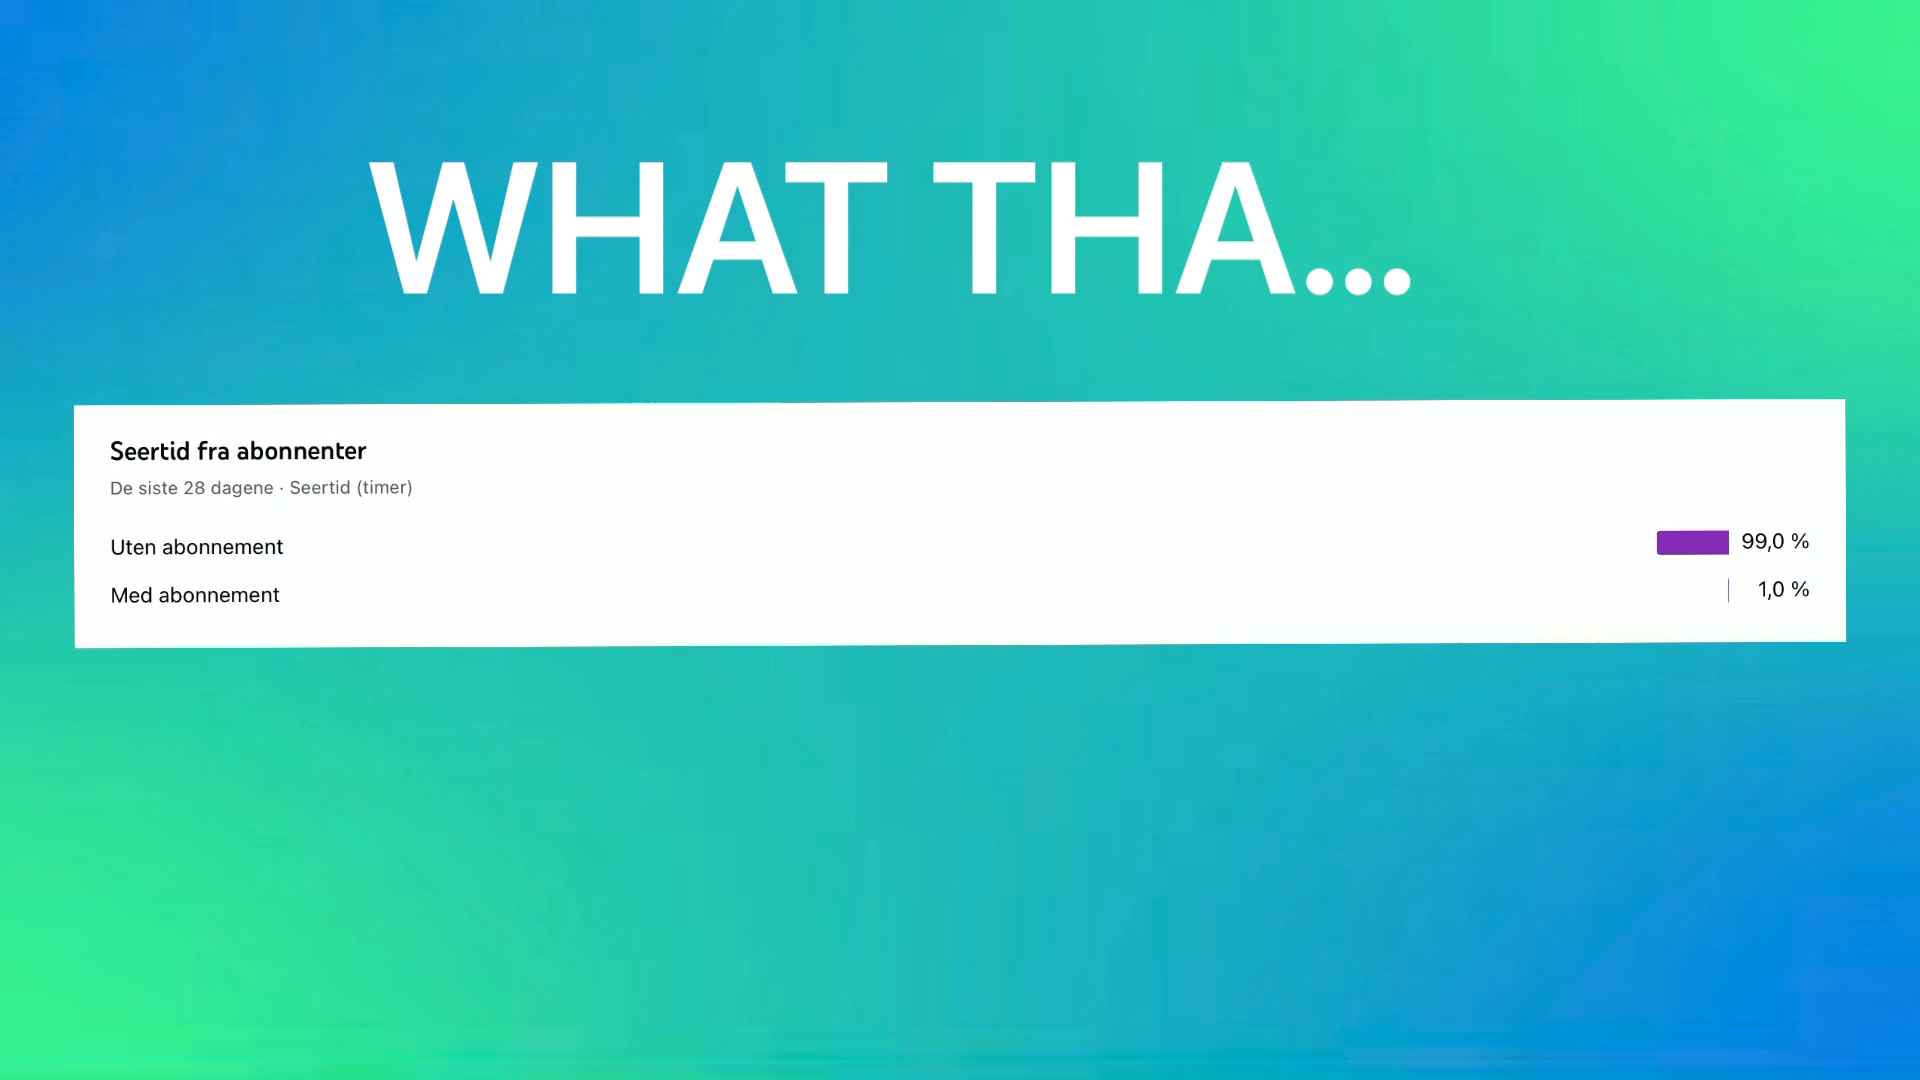 WHAT THA...
Seertid fra abonnenter
De siste 28 dagene · Seertid (timer)
Uten abonnement 99,0 %
Med abonnement 1,0 %